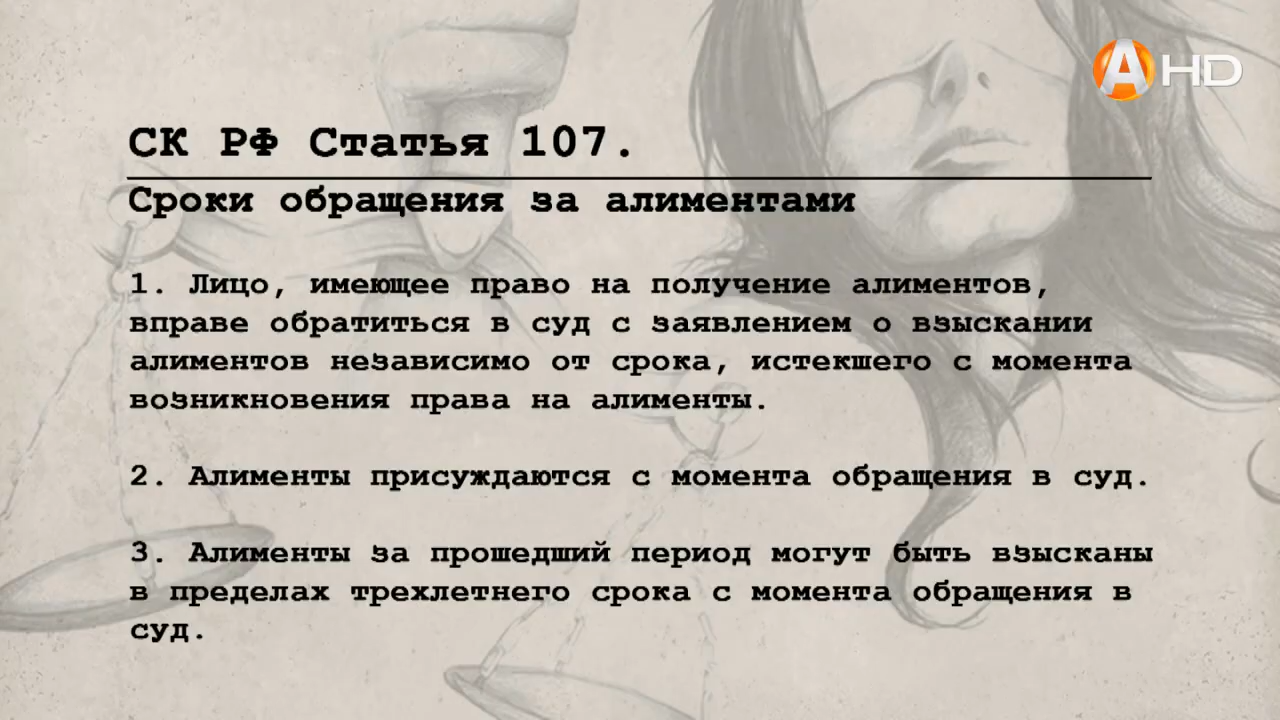 А HD
СК РФ Статья 107.
Сроки обращения за алиментами
1. Лицо, имеющее право на получение алиментов,
вправе обратиться в суд с заявлением о взыскании
алиментов независимо от срока, истекшего с момента
возникновения права на алименты.
2. Алименты присуждаются с момента обращения в суд.
3. Алименты за прошедший период могут быть взысканы
в пределах трехлетнего срока с момента обращения в
суд.